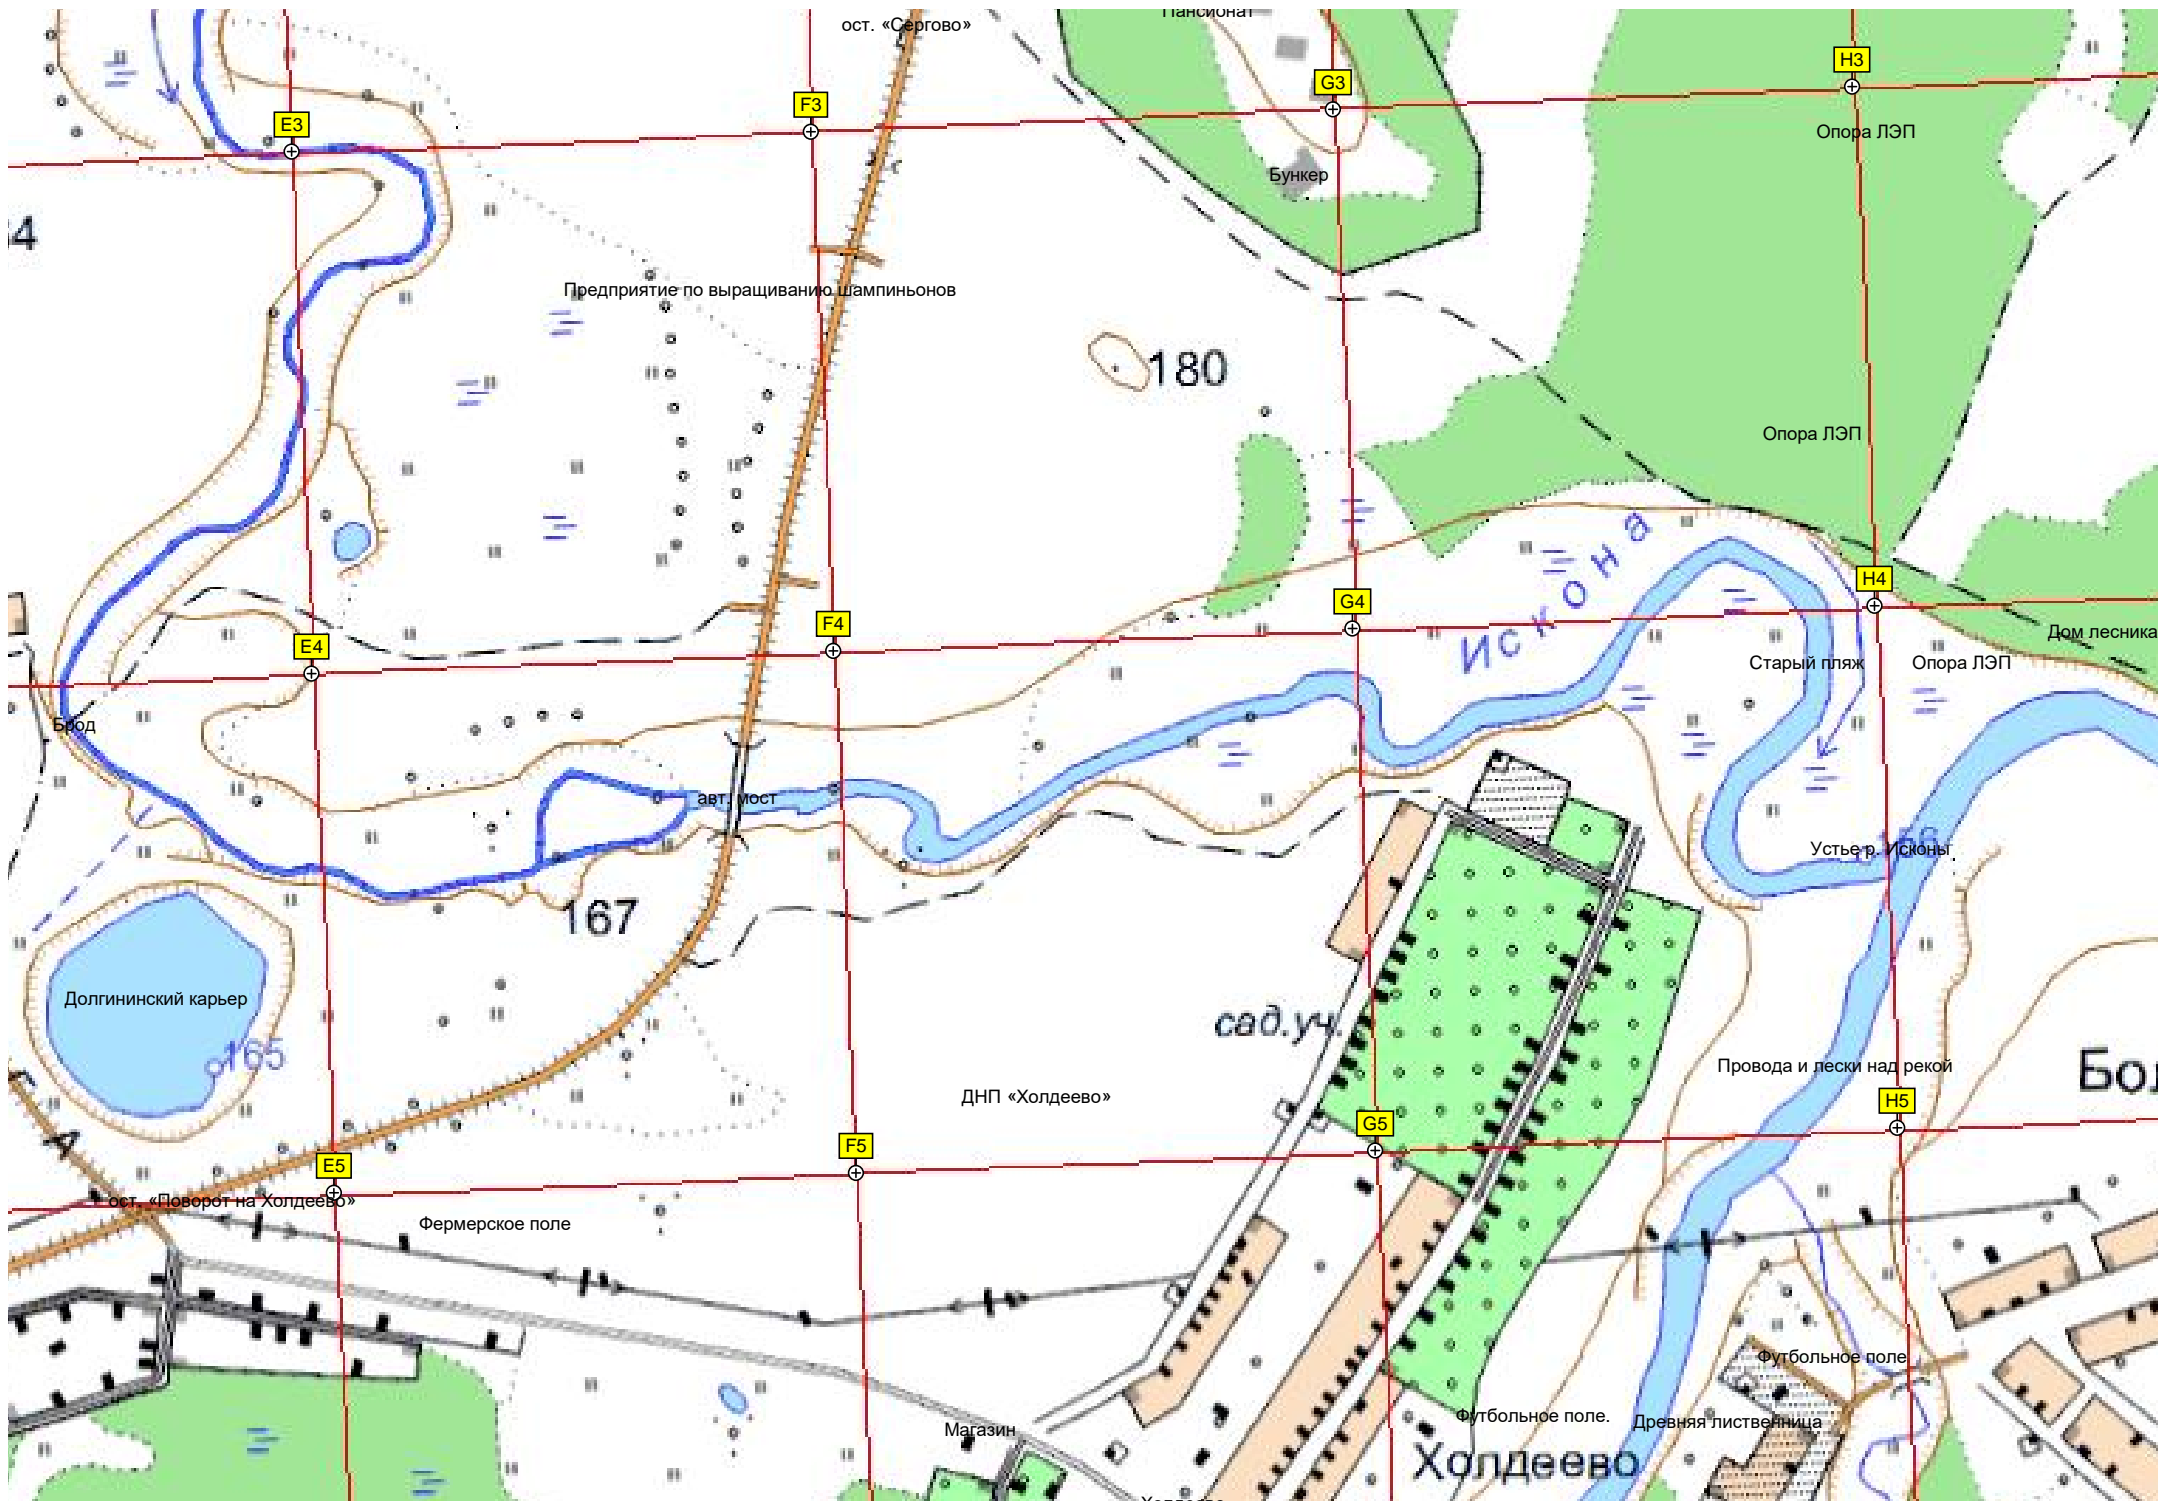 Пансионат
ост. «Сергово»
H3
G3
F3
E3
Опора ЛЭП
Бункер
Предприятие по выращиванию шампиньонов
180
Опора ЛЭП
Искона
H4
G4
F4
E4
Дом лесника
Старый пляж
Опора ЛЭП
Брод
авт. мост
Устье р. Исконы
156
167
Долгининский карьер
сад.уч.
165
Провода и лески над рекой
Бол
ДНП «Холдеево»
H5
G5
F5
E5
ост. «Поворот на Холдеево»
Фермерское поле
Футбольное поле
Футбольное поле.
Древняя лиственница
Магазин
Холдеево